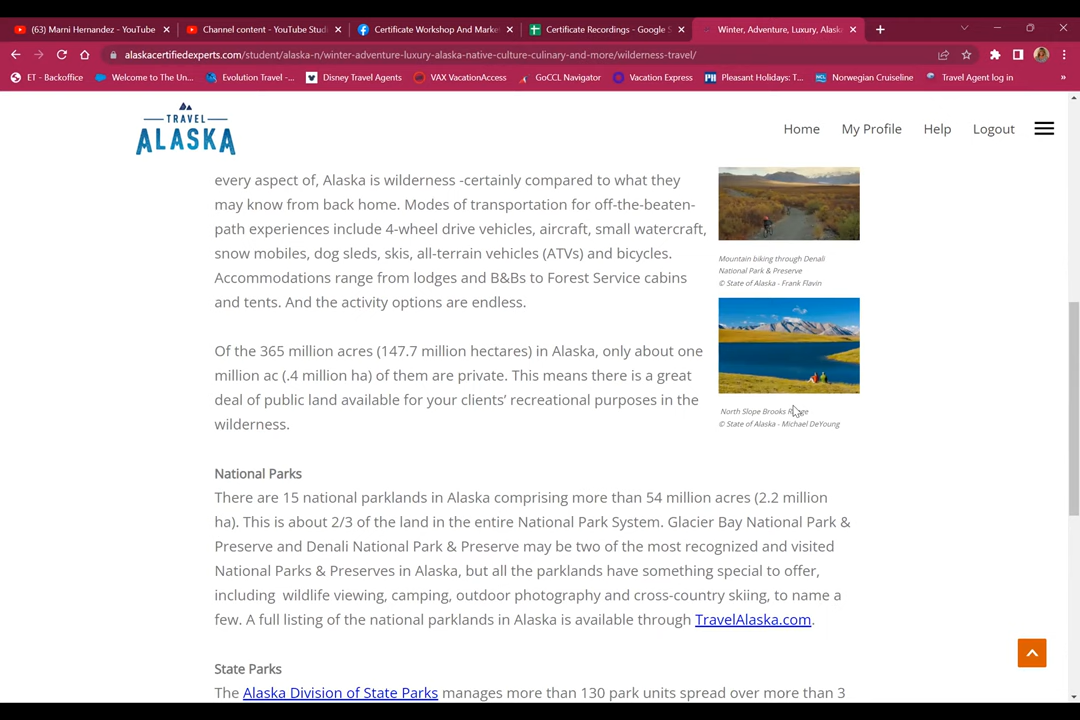 (63) Marni Hernandez - YouTube
Channel content - YouTube Stud
Certificate Workshop And Marke
Certificate Recordings - Google S
Winter, Adventure, Luxury, Alaska
alaskacertifiedexperts.com/student/alaska-n/winter-adventure-luxury-alaska-native-culture-culinary-and-more/wilderness-travel/
ET - Backoffice
Welcome to The Un...
Evolution Travel -...
Disney Travel Agents
VAX VacationAccess
GoCCL Navigator
Vacation Express
Pleasant Holidays: T...
Norwegian Cruiseline
Travel Agent log in
TRAVEL
ALASKA
Home
My Profile
Help
Logout
every aspect of, Alaska is wilderness -certainly compared to what they
may know from back home. Modes of transportation for off-the-beaten-
path experiences include 4-wheel drive vehicles, aircraft, small watercraft,
snow mobiles, dog sleds, skis, all-terrain vehicles (ATVs) and bicycles.
Accommodations range from lodges and B&Bs to Forest Service cabins
and tents. And the activity options are endless.
Mountain biking through Denali
National Park & Preserve
© State of Alaska - Frank Flavin
Of the 365 million acres (147.7 million hectares) in Alaska, only about one
million ac (.4 million ha) of them are private. This means there is a great
deal of public land available for your clients' recreational purposes in the
wilderness.
North Slope Brooks Range
© State of Alaska - Michael DeYoung
National Parks
There are 15 national parklands in Alaska comprising more than 54 million acres (2.2 million
ha). This is about 2/3 of the land in the entire National Park System. Glacier Bay National Park &
Preserve and Denali National Park & Preserve may be two of the most recognized and visited
National Parks & Preserves in Alaska, but all the parklands have something special to offer,
including wildlife viewing, camping, outdoor photography and cross-country skiing, to name a
few. A full listing of the national parklands in Alaska is available through TravelAlaska.com.
State Parks
The Alaska Division of State Parks manages more than 130 park units spread over more than 3